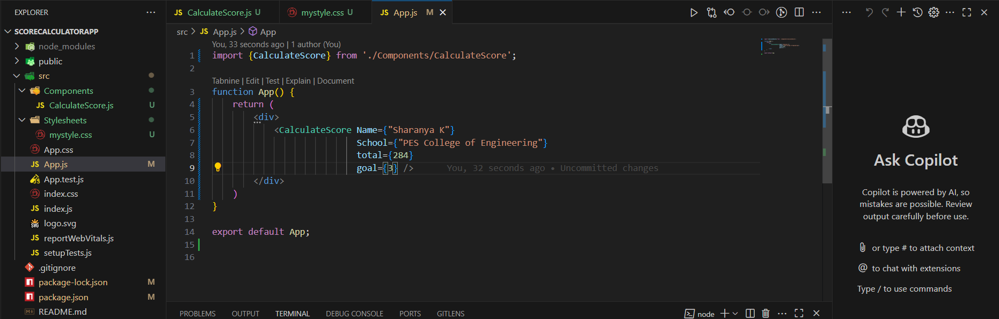 EXPLORER
SCORECALCULATORAPP
node_modules
public
src
Components
JS CalculateScore.js U
Stylesheets
mystyle.css U
App.css
JS App.js M
App.test.js
index.css
JS index.js
SVG logo.svg
JS reportWebVitals.js
JS setupTests.js
.gitignore
package-lock.json M
package.json M
README.md
JS CalculateScore.js U
mystyle.css U
JS App.js M
src > JS App.js > App
You, 33 seconds ago | 1 author (You)
1 import {CalculateScore} from './Components/CalculateScore';
2
Tabnine | Edit | Test | Explain | Document
3 function App() {
4 return (
5 <div>
6 <CalculateScore Name={"Sharanya K"}
7 School={"PES College of Engineering"}
8 total={284}
9 goal={3} /> You, 32 seconds ago • Uncommitted changes
10 </div>
11 )
12 }
13
14 export default App;
15
16
PROBLEMS OUTPUT TERMINAL DEBUG CONSOLE PORTS GITLENS
node
Ask Copilot
Copilot is powered by AI, so
mistakes are possible. Review
output carefully before use.
or type # to attach context
@ to chat with extensions
Type / to use commands